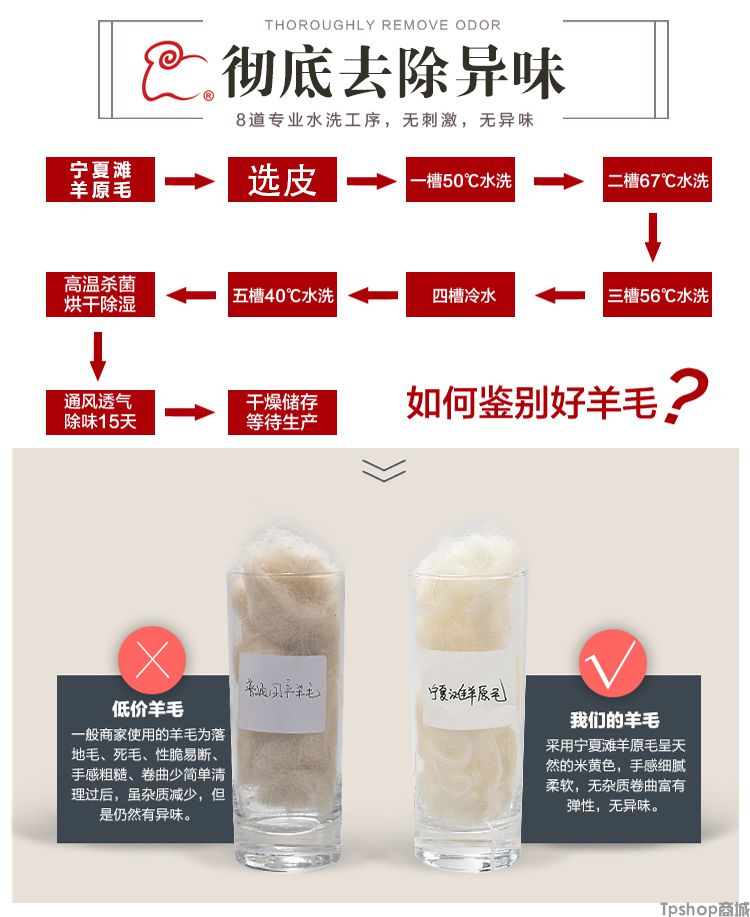 THOROUGHLY REMOVE ODOR
彻底去除异味
®
8道专业水洗工序，无刺激，无异味
宁夏滩
羊原毛
选皮
一槽50℃水洗
二槽67℃水洗
三槽56℃水洗
四槽冷水
五槽40℃水洗
高温杀菌
烘干除湿
通风透气
除味15天
干燥储存
等待生产
如何鉴别好羊毛?
低价羊毛
一般商家使用的羊毛为落
地毛、死毛、性脆易断、
手感粗糙、卷曲少简单清
理过后，虽杂质减少，但
是仍然有异味。
普通圈养羊毛
宁夏滩羊原毛
我们的羊毛
采用宁夏滩羊原毛呈天
然的米黄色，手感细腻
柔软，无杂质卷曲富有
弹性，无异味。
Tpshop商城